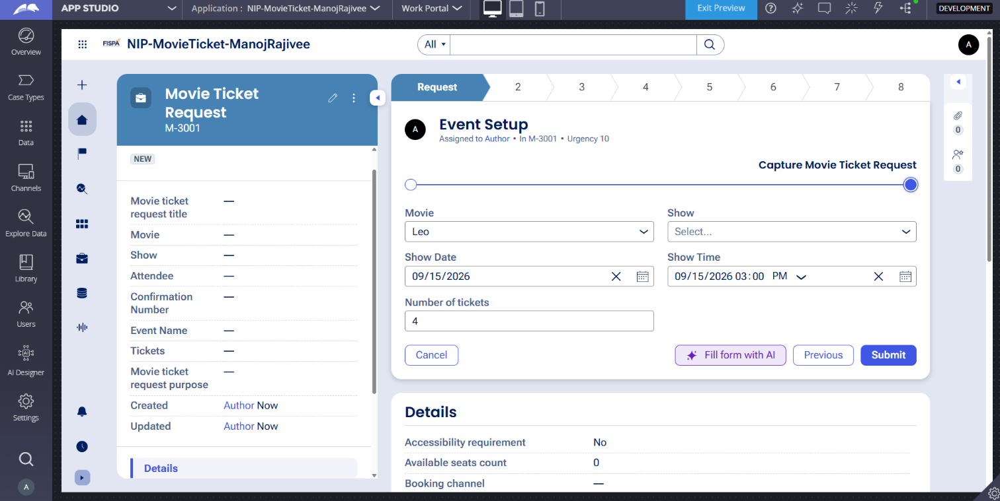 APP STUDIO
Application : NIP-MovieTicket-ManojRajivee
Work Portal
Exit Preview
DEVELOPMENT
Overview
Case Types
Data
Channels
Explore Data
Library
Users
AI
AI Designer
Settings
A
FISPA
NIP-MovieTicket-ManojRajivee
All
A
Movie Ticket
Request
M-3001
NEW
Movie ticket
request title
—
Movie —
Show —
Attendee —
Confirmation
Number
—
Event Name —
Tickets —
Movie ticket
request purpose
—
Created Author Now
Updated Author Now
Details
Request 2 3 4 5 6 7 8
A
Event Setup
Assigned to Author • In M-3001 • Urgency 10
Capture Movie Ticket Request
Movie
Leo
Show
Select...
Show Date
09/15/2026
Show Time
09/15/2026 03:00 PM
Number of tickets
4
Cancel
Fill form with AI
Previous
Submit
Details
Accessibility requirement No
Available seats count 0
Booking channel —
0
0